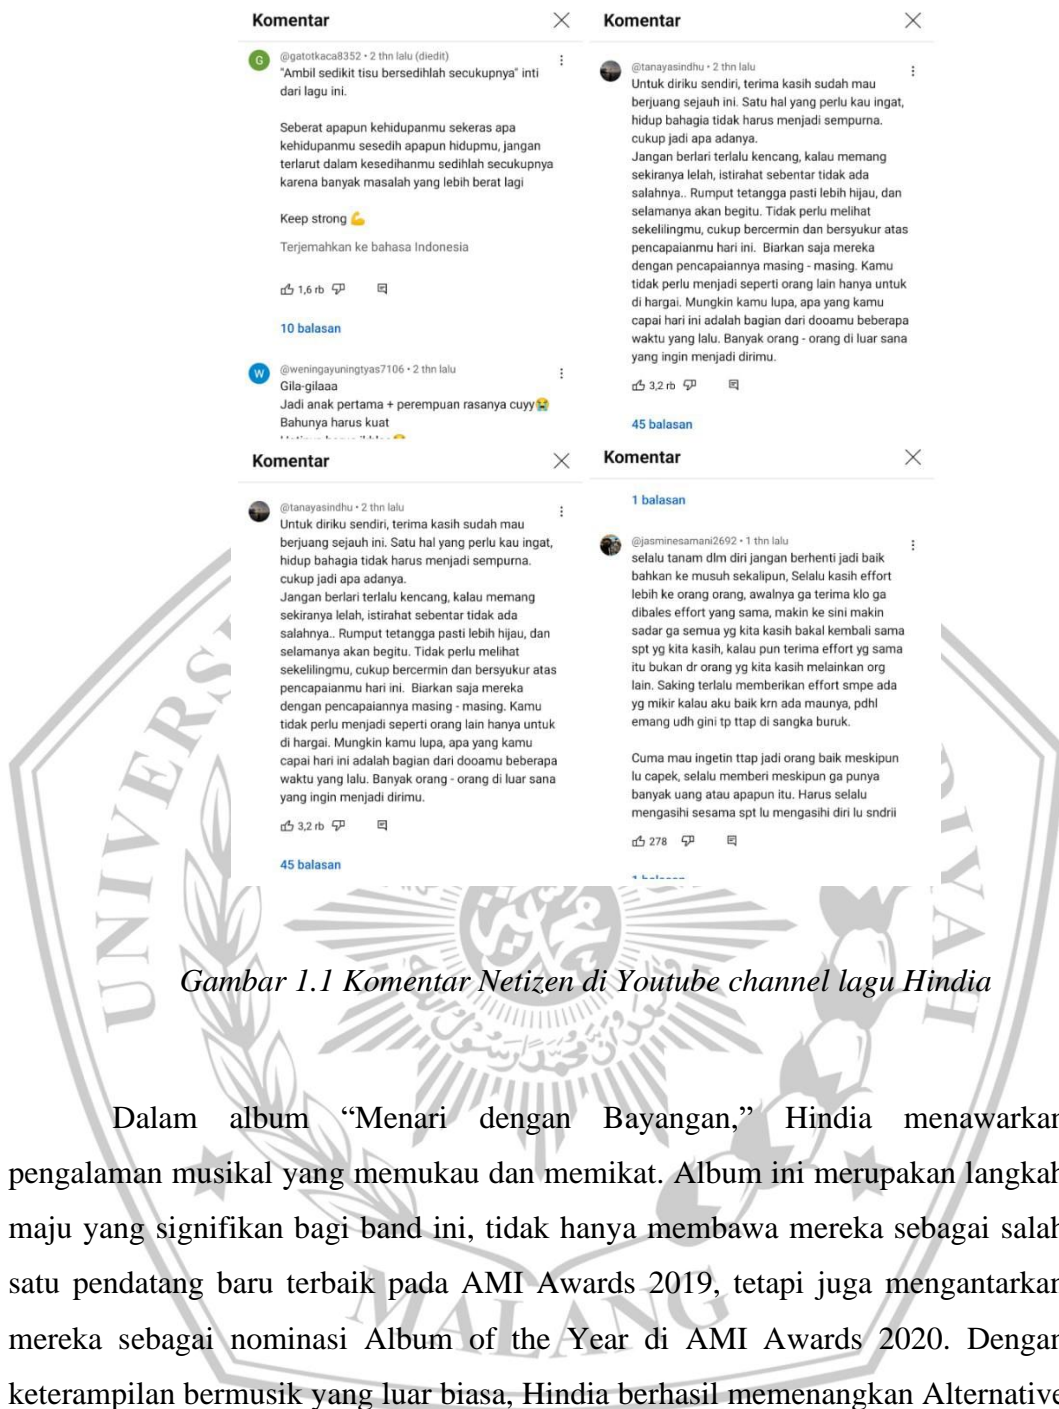 Komentar
@gatotkaca8352 • 2 thn lalu (diedit)
"Ambil sedikit tisu bersedihlah secukupnya" inti
dari lagu ini.
Seberat apapun kehidupanmu sekeras apa
kehidupanmu sesedih apapun hidupmu, jangan
terlarut dalam kesedihanmu sedihlah secukupnya
karena banyak masalah yang lebih berat lagi
Keep strong 💪
Terjemahkan ke bahasa Indonesia
1,6 rb
10 balasan
W
@weningayuningtyas7106 • 2 thn lalu
Gila-gilaaa
Jadi anak pertama + perempuan rasanya cuyy😭
Bahunya harus kuat
Komentar
@tanayasindhu • 2 thn lalu
Untuk diriku sendiri, terima kasih sudah mau
berjuang sejauh ini. Satu hal yang perlu kau ingat,
hidup bahagia tidak harus menjadi sempurna.
cukup jadi apa adanya.
Jangan berlari terlalu kencang, kalau memang
sekiranya lelah, istirahat sebentar tidak ada
salahnya.. Rumput tetangga pasti lebih hijau, dan
selamanya akan begitu. Tidak perlu melihat
sekelilingmu, cukup bercermin dan bersyukur atas
pencapaianmu hari ini. Biarkan saja mereka
dengan pencapaiannya masing - masing. Kamu
tidak perlu menjadi seperti orang lain hanya untuk
di hargai. Mungkin kamu lupa, apa yang kamu
capai hari ini adalah bagian dari dooamu beberapa
waktu yang lalu. Banyak orang - orang di luar sana
yang ingin menjadi dirimu.
3,2 rb
45 balasan
Komentar
@tanayasindhu • 2 thn lalu
Untuk diriku sendiri, terima kasih sudah mau
berjuang sejauh ini. Satu hal yang perlu kau ingat,
hidup bahagia tidak harus menjadi sempurna.
cukup jadi apa adanya.
Jangan berlari terlalu kencang, kalau memang
sekiranya lelah, istirahat sebentar tidak ada
salahnya.. Rumput tetangga pasti lebih hijau, dan
selamanya akan begitu. Tidak perlu melihat
sekelilingmu, cukup bercermin dan bersyukur atas
pencapaianmu hari ini. Biarkan saja mereka
dengan pencapaiannya masing - masing. Kamu
tidak perlu menjadi seperti orang lain hanya untuk
di hargai. Mungkin kamu lupa, apa yang kamu
capai hari ini adalah bagian dari dooamu beberapa
waktu yang lalu. Banyak orang - orang di luar sana
yang ingin menjadi dirimu.
3,2 rb
45 balasan
Komentar
1 balasan
@jasminesamani2692 • 1 thn lalu
selalu tanam dlm diri jangan berhenti jadi baik
bahkan ke musuh sekalipun, Selalu kasih effort
lebih ke orang orang, awalnya ga terima klo ga
dibales effort yang sama, makin ke sini makin
sadar ga semua yg kita kasih bakal kembali sama
spt yg kita kasih, kalau pun terima effort yg sama
itu bukan dr orang yg kita kasih melainkan org
lain. Saking terlalu memberikan effort smpe ada
yg mikir kalau aku baik krn ada maunya, pdhl
emang udh gini tp ttap di sangka buruk.
Cuma mau ingetin ttap jadi orang baik meskipun
lu capek, selalu memberi meskipun ga punya
banyak uang atau apapun itu. Harus selalu
mengasihi sesama spt lu mengasihi diri lu sndrii
278
Gambar 1.1 Komentar Netizen di Youtube channel lagu Hindia
Dalam album “Menari dengan Bayangan,” Hindia menawarkan
pengalaman musikal yang memukau dan memikat. Album ini merupakan langkah
maju yang signifikan bagi band ini, tidak hanya membawa mereka sebagai salah
satu pendatang baru terbaik pada AMI Awards 2019, tetapi juga mengantarkan
mereka sebagai nominasi Album of the Year di AMI Awards 2020. Dengan
keterampilan bermusik yang luar biasa, Hindia berhasil memenangkan Alternative
MALANG